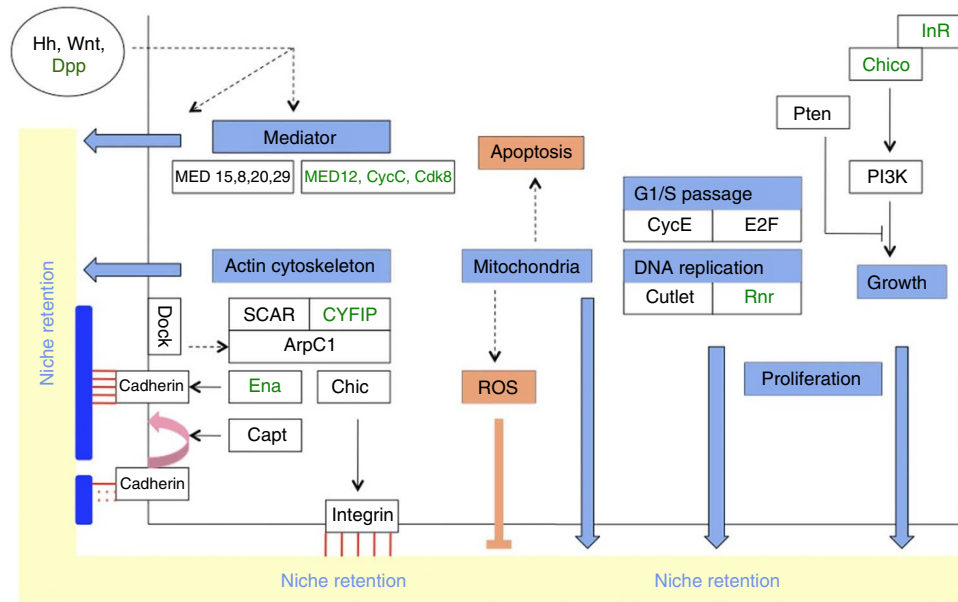 Hh, Wnt,
Dpp
InR
Chico
Pten
Mediator
Apoptosis
MED 15,8,20,29
MED12, CycC, Cdk8
PI3K
G1/S passage
CycE
E2F
Actin cytoskeleton
Mitochondria
DNA replication
Growth
Cutlet
Rnr
Niche retention
Dock
SCAR
CYFIP
ArpC1
Cadherin
Ena
Chic
ROS
Proliferation
Capt
Cadherin
Integrin
Niche retention
Niche retention